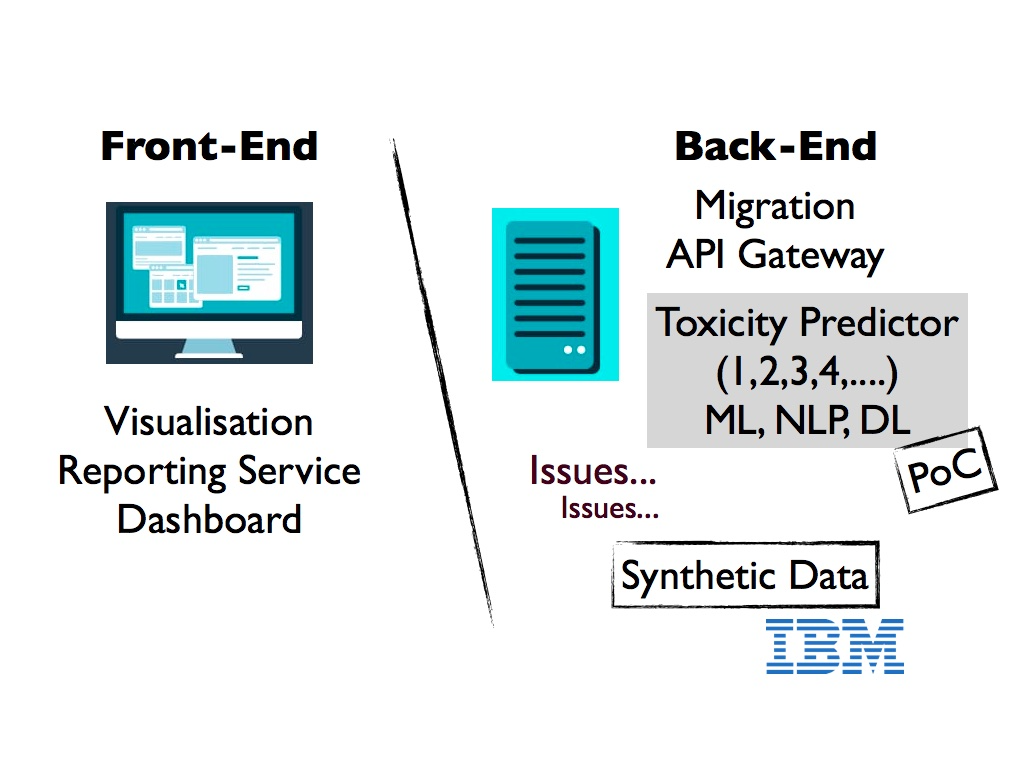 Front-End
Visualisation
Reporting Service
Dashboard
Back-End
Migration
API Gateway
Toxicity Predictor
(1,2,3,4,....)
ML, NLP, DL
PoC
Issues...
Issues...
Synthetic Data
IBM